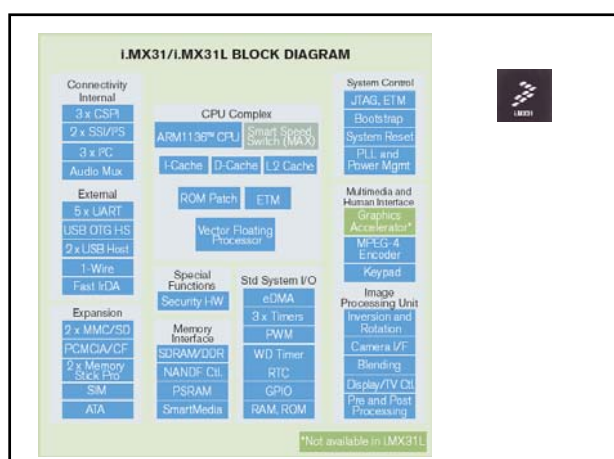 i.MX31/i.MX31L BLOCK DIAGRAM
Connectivity
Internal
3 x CSPI
2 x SSI/I²S
3 x I²C
Audio Mux
External
5 x UART
USB OTG HS
2 x USB Host
1-Wire
Fast IrDA
Expansion
2 x MMC/SD
PCMCIA/CF
2 x Memory
Stick Pro
SIM
ATA
CPU Complex
ARM1136™ CPU
Smart Speed
Switch (MAX)
I-Cache
D-Cache
L2 Cache
ROM Patch
ETM
Vector Floating
Processor
Special
Functions
Security HW
Memory
Interface
SDRAM/DDR
NANDF Ctl.
PSRAM
SmartMedia
Std System I/O
eDMA
3 x Timers
PWM
WD Timer
RTC
GPIO
RAM, ROM
System Control
JTAG, ETM
Bootstrap
System Reset
PLL and
Power Mgmt
Multimedia and
Human Interface
Graphics
Accelerator*
MPEG-4
Encoder
Keypad
Image
Processing Unit
Inversion and
Rotation
Camera I/F
Blending
Display/TV Ctl.
Pre and Post
Processing
*Not available in i.MX31L
i.MX31